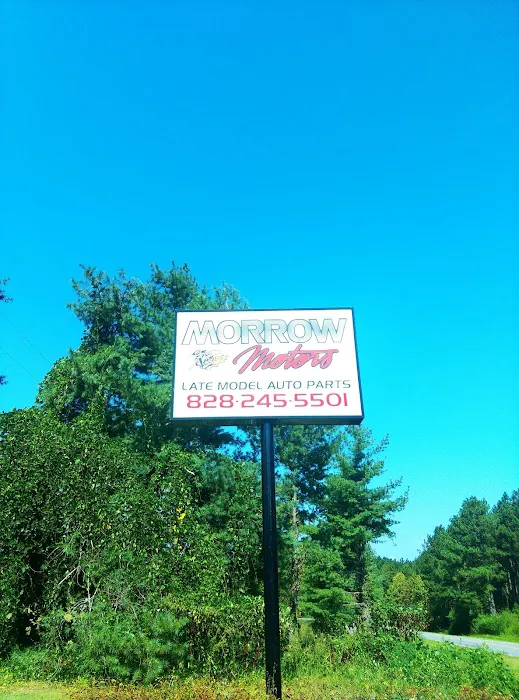 MORROW
Motors
LATE MODEL AUTO PARTS
828-245-5501